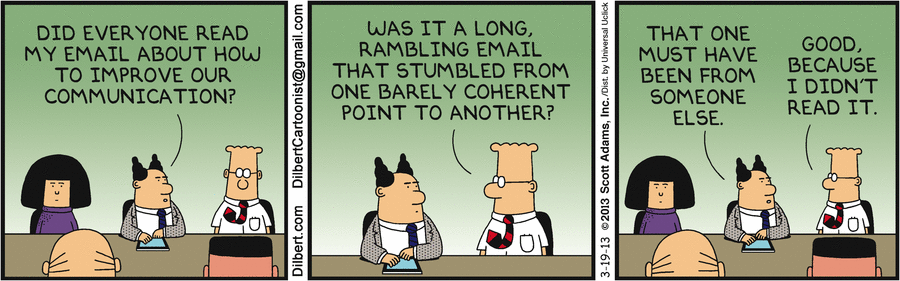 DID EVERYONE READ
MY EMAIL ABOUT HOW
TO IMPROVE OUR
COMMUNICATION?
Dilbert.com DilbertCartoonist@gmail.com
WAS IT A LONG,
RAMBLING EMAIL
THAT STUMBLED FROM
ONE BARELY COHERENT
POINT TO ANOTHER?
3-19-13 © 2013 Scott Adams, Inc. /Dist. by Universal Uclick
THAT ONE
MUST HAVE
BEEN FROM
SOMEONE
ELSE.
GOOD,
BECAUSE
I DIDN'T
READ IT.